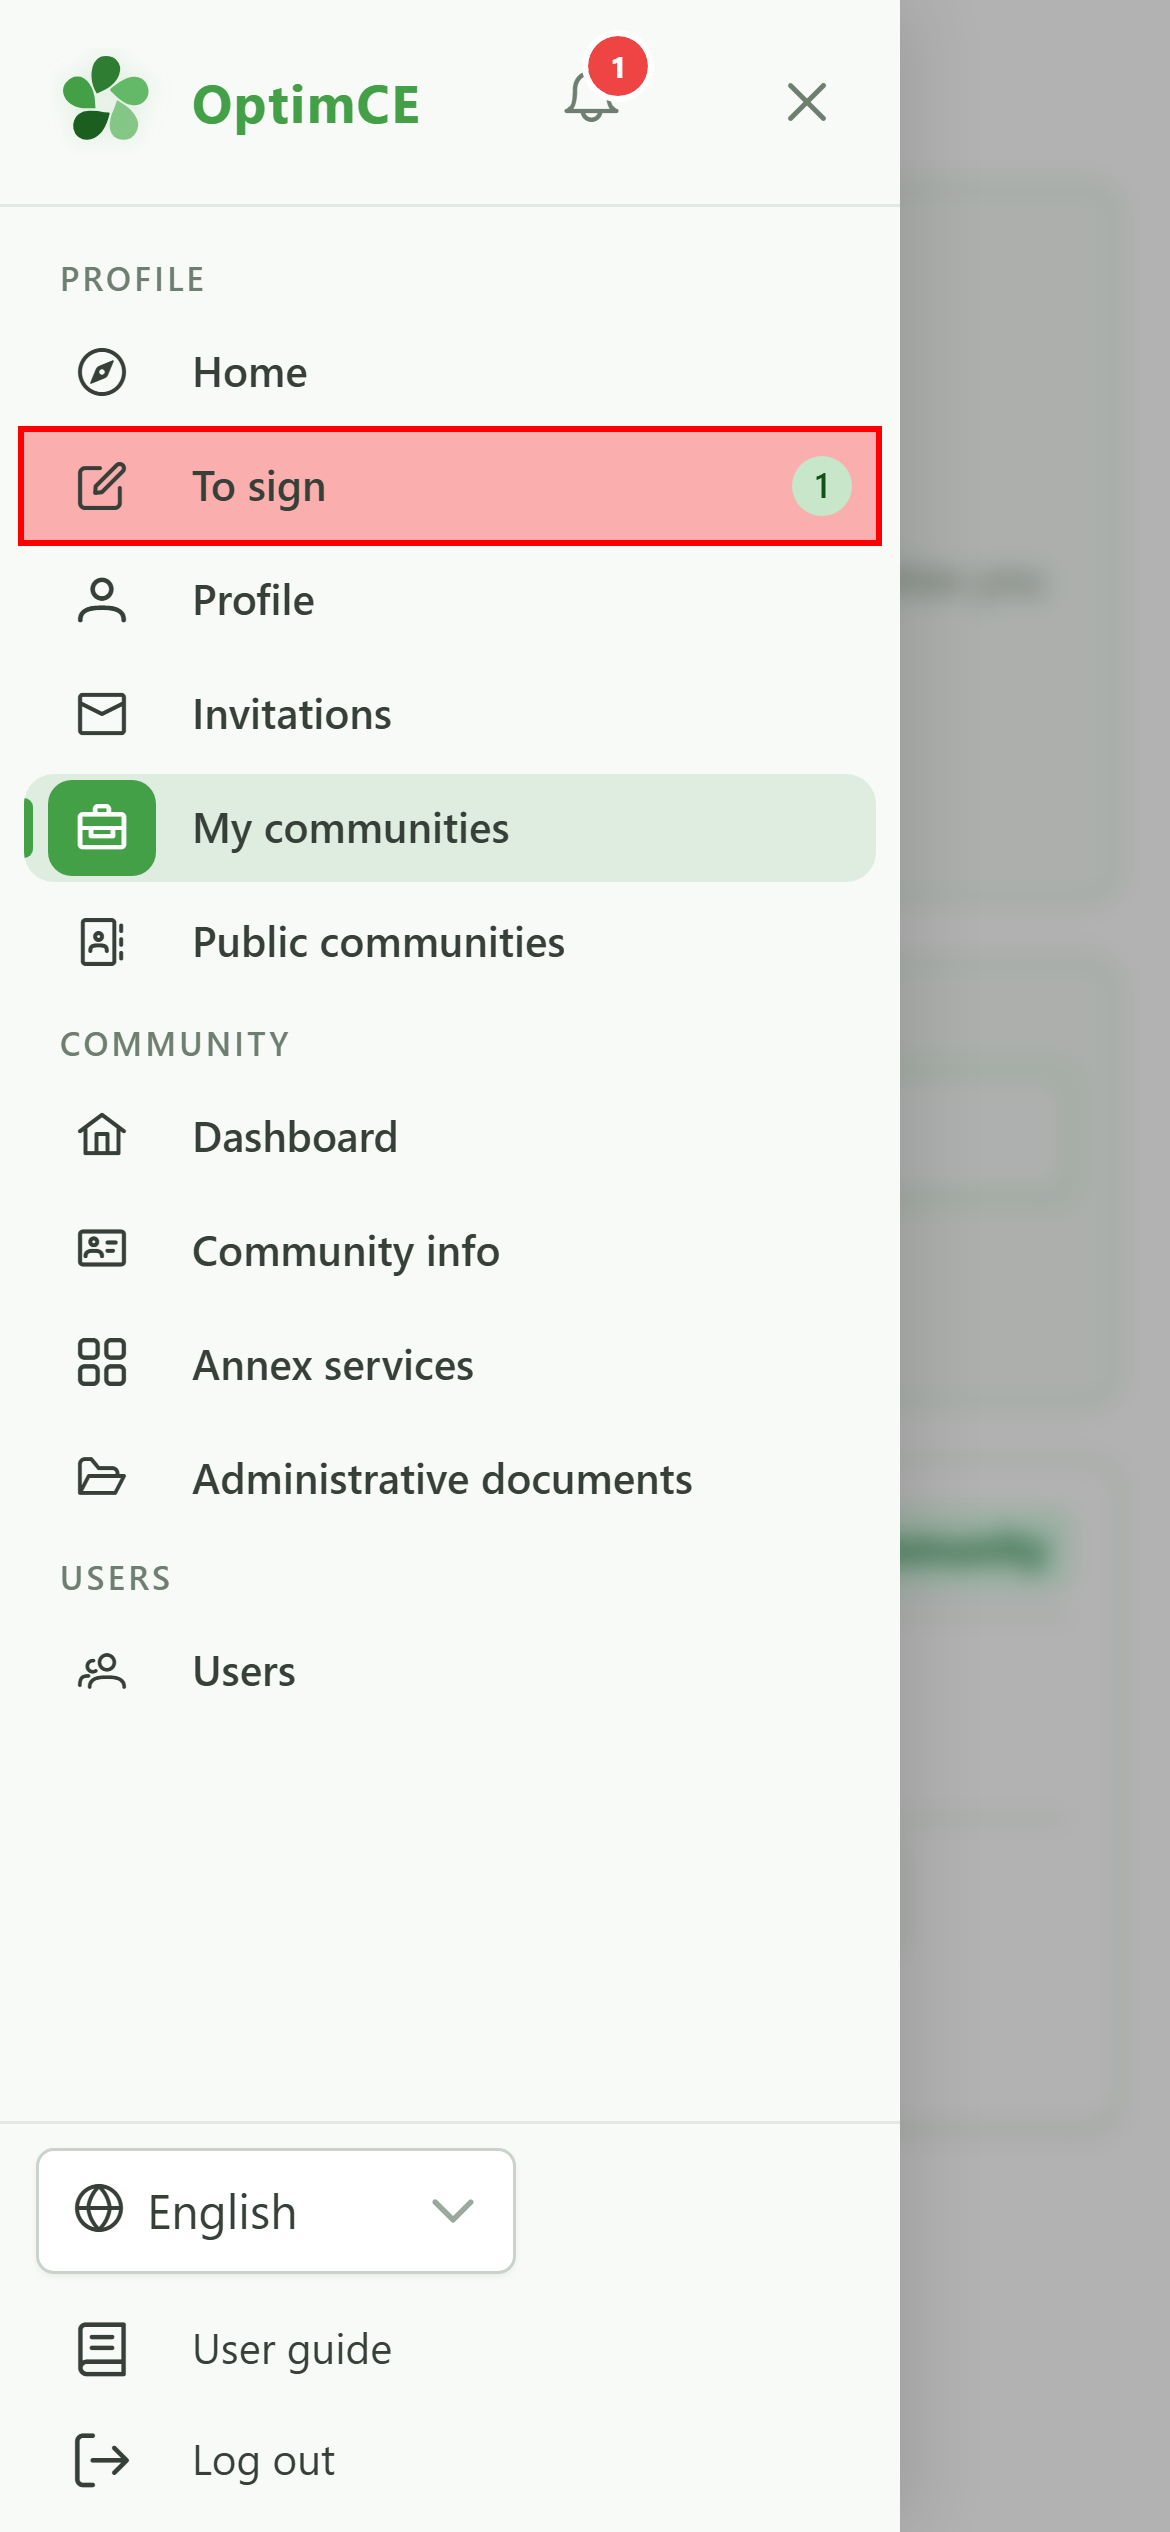 OptimCE
1
PROFILE
Home
To sign
1
Profile
Invitations
My communities
Public communities
COMMUNITY
Dashboard
Community info
Annex services
Administrative documents
USERS
Users
English
User guide
Log out